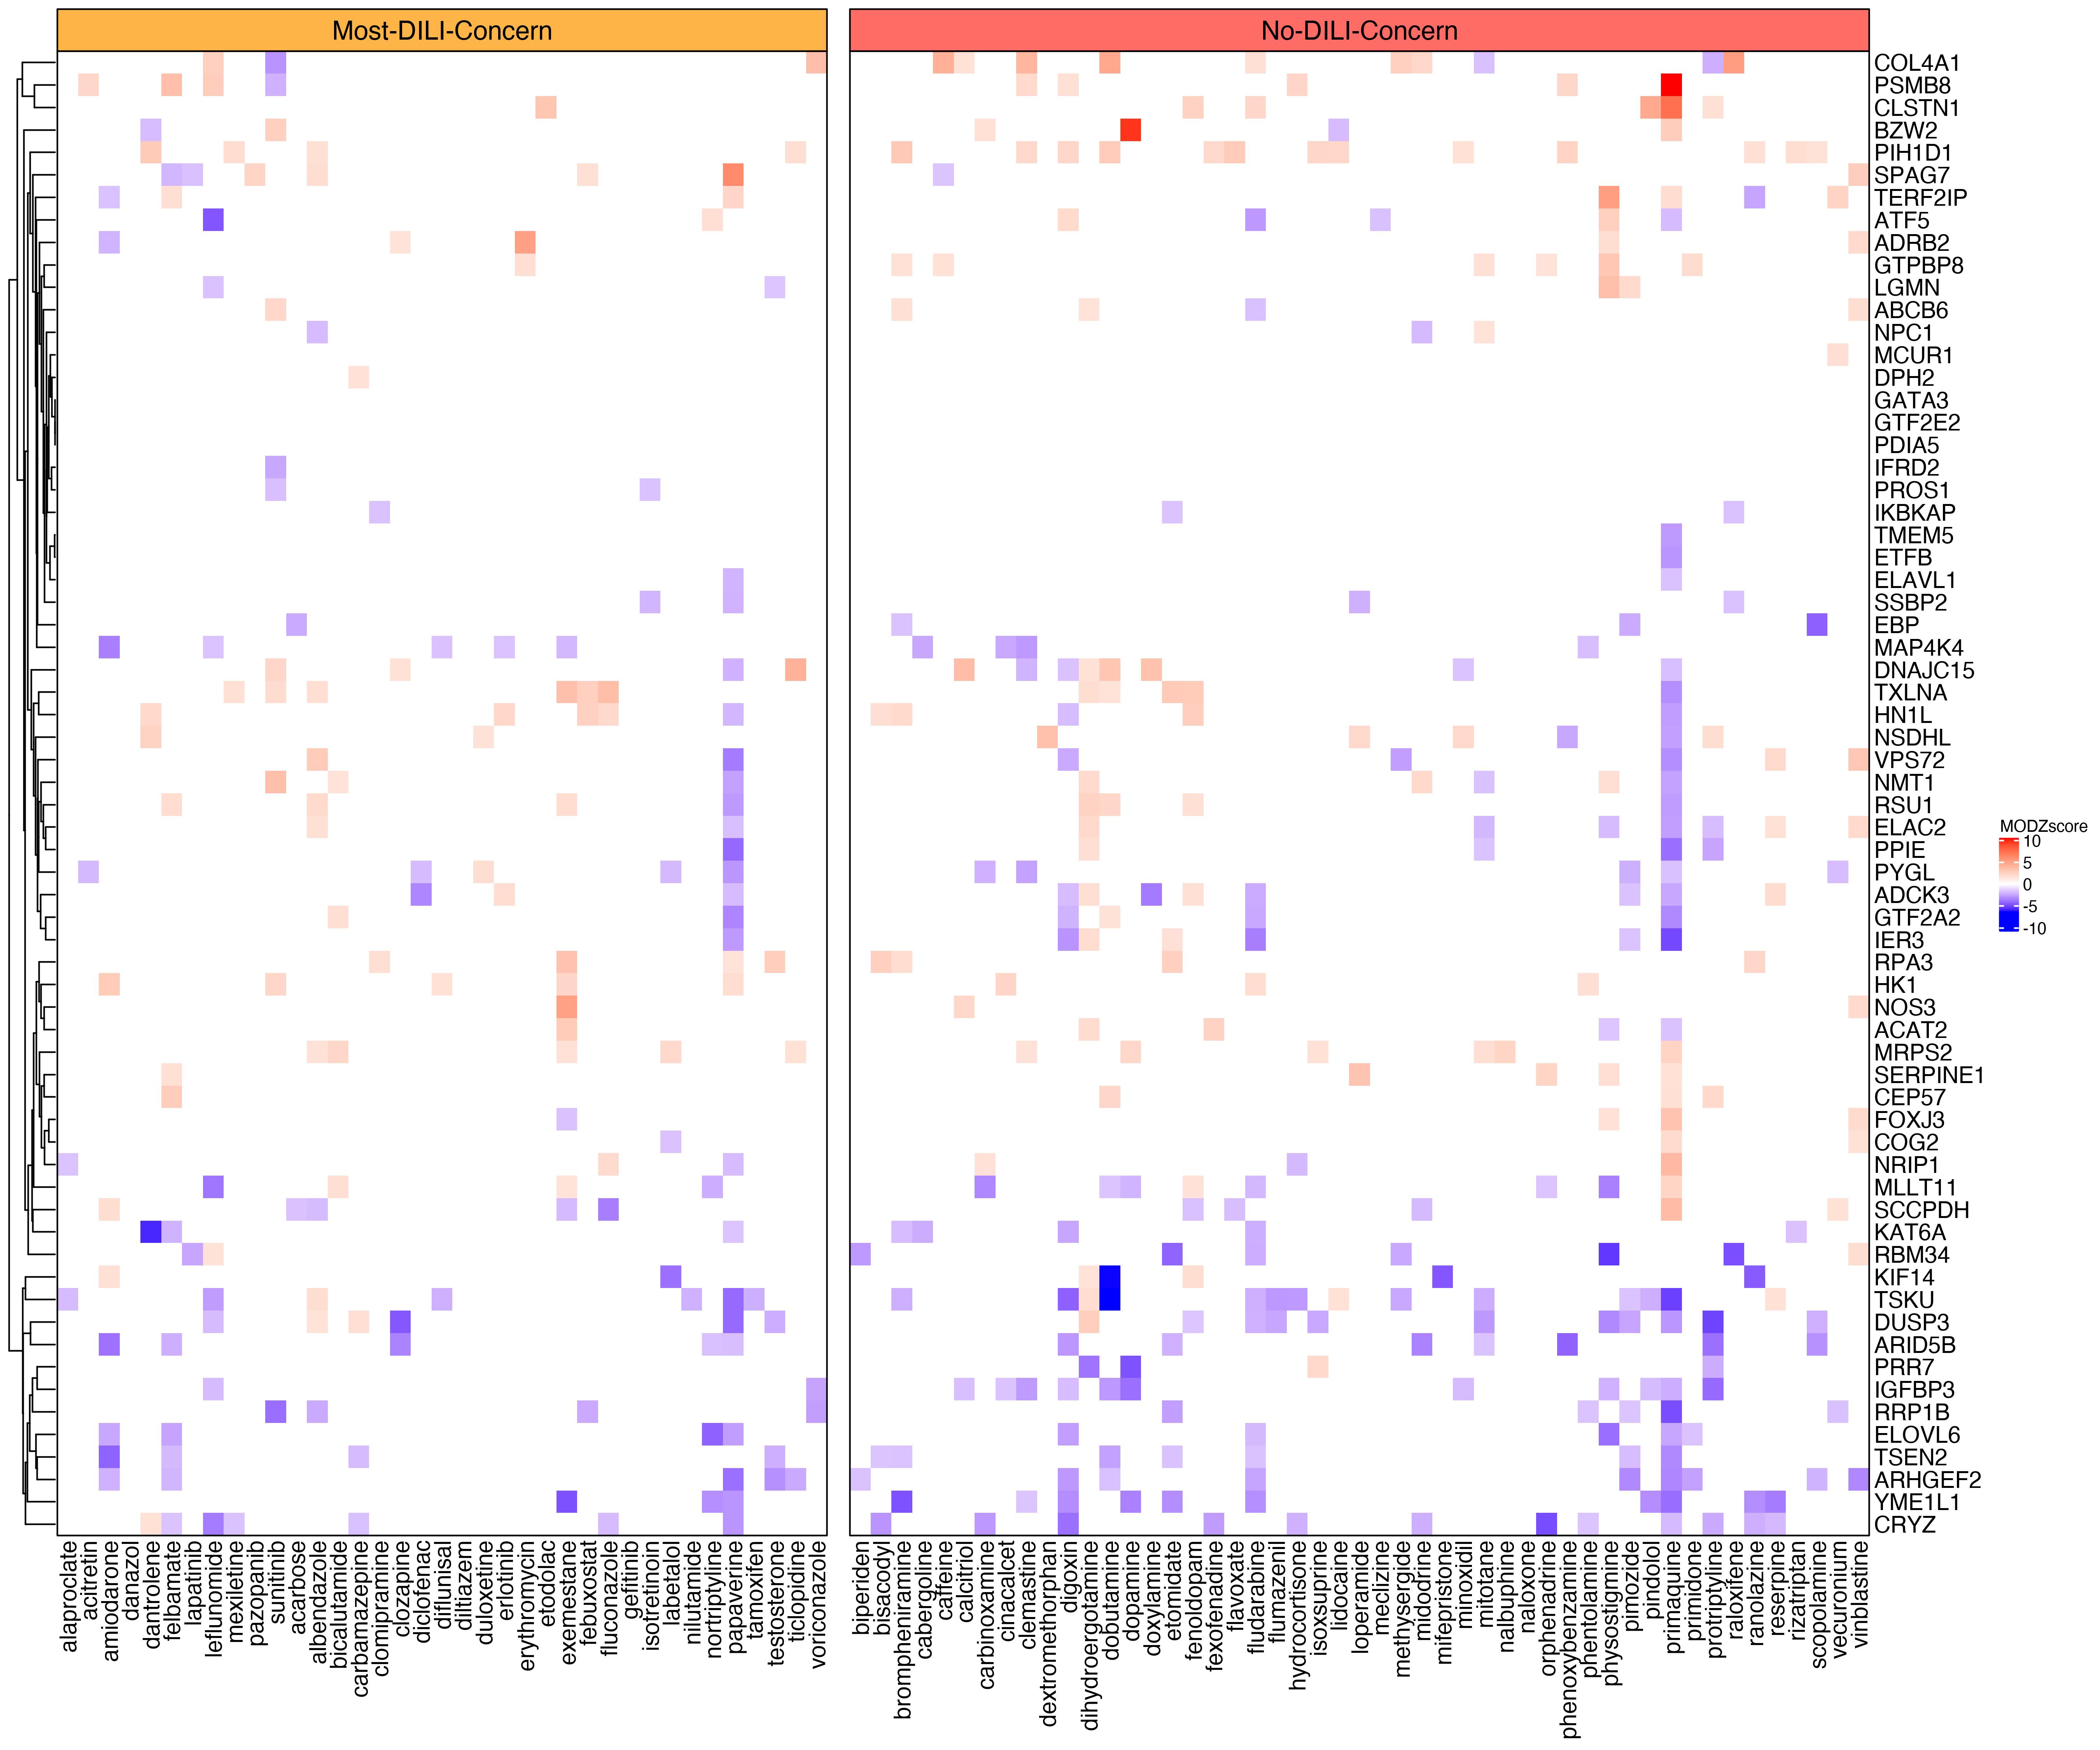 Most-DILI-Concern
No-DILI-Concern
COL4A1
PSMB8
CLSTN1
BZW2
PIH1D1
SPAG7
TERF2IP
ATF5
ADRB2
GTPBP8
LGMN
ABCB6
NPC1
MCUR1
DPH2
GATA3
GTF2E2
PDIA5
IFRD2
PROS1
IKBKAP
TMEM5
ETFB
ELAVL1
SSBP2
EBP
MAP4K4
DNAJC15
TXLNA
HN1L
NSDHL
VPS72
NMT1
RSU1
ELAC2
PPIE
PYGL
ADCK3
GTF2A2
IER3
RPA3
HK1
NOS3
ACAT2
MRPS2
SERPINE1
CEP57
FOXJ3
COG2
NRIP1
MLLT11
SCCPDH
KAT6A
RBM34
KIF14
TSKU
DUSP3
ARID5B
PRR7
IGFBP3
RRP1B
ELOVL6
TSEN2
ARHGEF2
YME1L1
CRYZ
MODZscore
10
5
0
-5
-10
alaproclate
acitretin
amiodarone
danazol
dantrolene
felbamate
lapatinib
leflunomide
mexiletine
pazopanib
sunitinib
acarbose
albendazole
bicalutamide
carbamazepine
clomipramine
clozapine
diclofenac
diflunisal
diltiazem
duloxetine
erlotinib
erythromycin
etodolac
exemestane
febuxostat
fluconazole
gefitinib
isotretinoin
labetalol
nilutamide
nortriptyline
papaverine
tamoxifen
testosterone
ticlopidine
voriconazole
biperiden
bisacodyl
brompheniramine
cabergoline
caffeine
calcitriol
carbinoxamine
cinacalcet
clemastine
dextromethorphan
digoxin
dihydroergotamine
dobutamine
dopamine
doxylamine
etomidate
fenoldopam
fexofenadine
flavoxate
fludarabine
flumazenil
hydrocortisone
isoxsuprine
lidocaine
loperamide
meclizine
methysergide
midodrine
mifepristone
minoxidil
mitotane
nalbuphine
naloxone
orphenadrine
phenoxybenzamine
phentolamine
physostigmine
pimozide
pindolol
primaquine
primidone
protriptyline
raloxifene
ranolazine
reserpine
rizatriptan
scopolamine
vecuronium
vinblastine